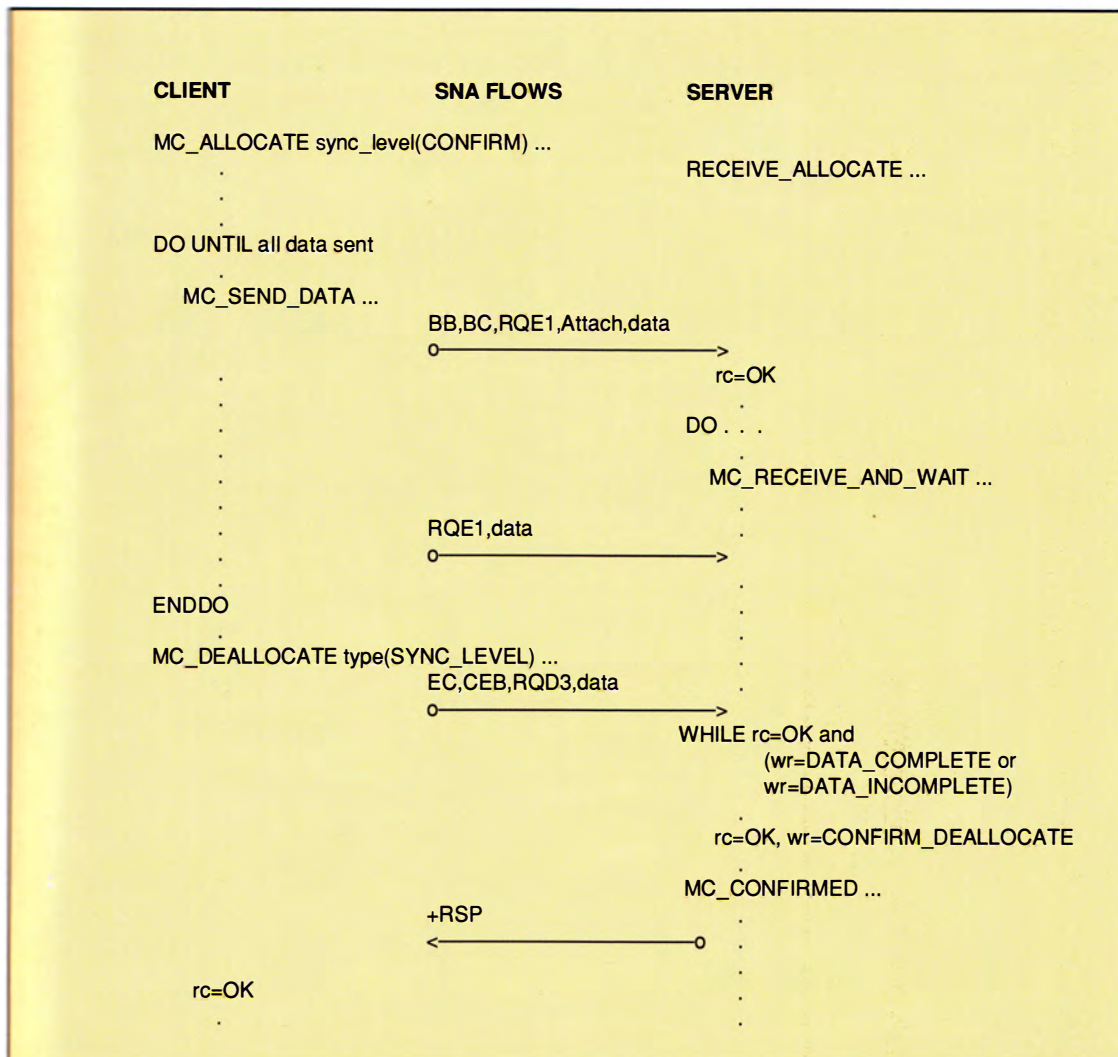 CLIENT SNA FLOWS SERVER
MC_ALLOCATE sync_level(CONFIRM) ...
RECEIVE_ALLOCATE ...
.
.
.
DO UNTIL all data sent
.
MC_SEND_DATA ...
BB,BC,RQE1,Attach,data
o————————>
rc=OK
.
.
DO . . .
.
.
MC_RECEIVE_AND_WAIT ...
.
.
RQE1,data
o————————>
.
.
ENDDO
.
MC_DEALLOCATE type(SYNC_LEVEL) ...
EC,CEB,RQD3,data
o————————>
WHILE rc=OK and
(wr=DATA_COMPLETE or
wr=DATA_INCOMPLETE)
.
rc=OK, wr=CONFIRM_DEALLOCATE
.
MC_CONFIRMED ...
+RSP
<————————o
.
rc=OK
.